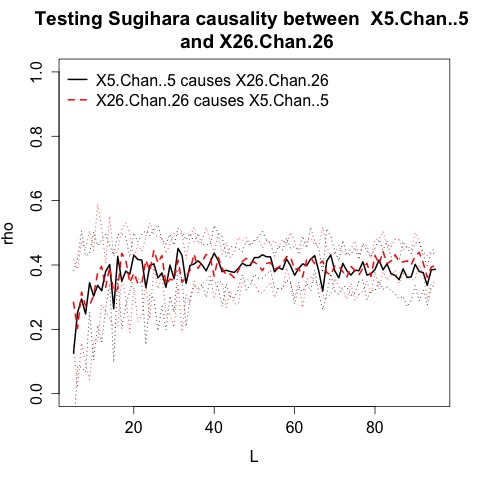 Testing Sugihara causality between  X5.Chan..5
and X26.Chan.26
X5.Chan..5 causes X26.Chan.26
X26.Chan.26 causes X5.Chan..5
rho
1.0
0.8
0.6
0.4
0.2
0.0
20
40
60
80
L